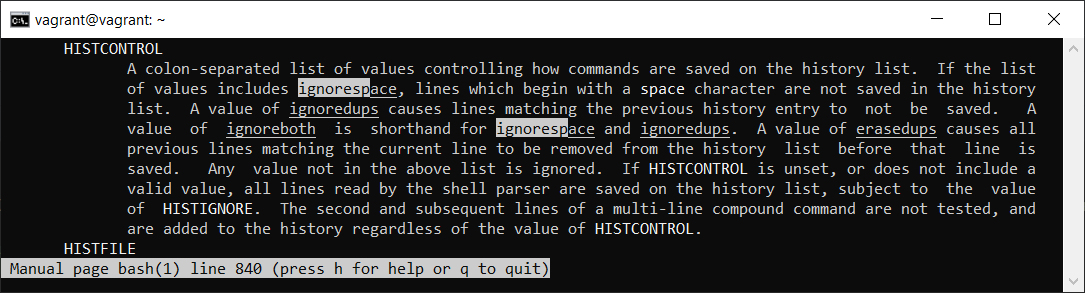 vagrant@vagrant: ~
HISTCONTROL
A colon-separated list of values controlling how commands are saved on the history list.  If the list
of values includes ignorespace, lines which begin with a space character are not saved in the history
list.  A value of ignoredups causes lines matching the previous history entry to  not  be  saved.   A
value  of  ignoreboth  is  shorthand for ignorespace and ignoredups.  A value of erasedups causes all
previous lines matching the current line to be removed from the history  list  before  that  line  is
saved.   Any  value not in the above list is ignored.  If HISTCONTROL is unset, or does not include a
valid value, all lines read by the shell parser are saved on the history list, subject to  the  value
of  HISTIGNORE.  The second and subsequent lines of a multi-line compound command are not tested, and
are added to the history regardless of the value of HISTCONTROL.
HISTFILE
Manual page bash(1) line 840 (press h for help or q to quit)